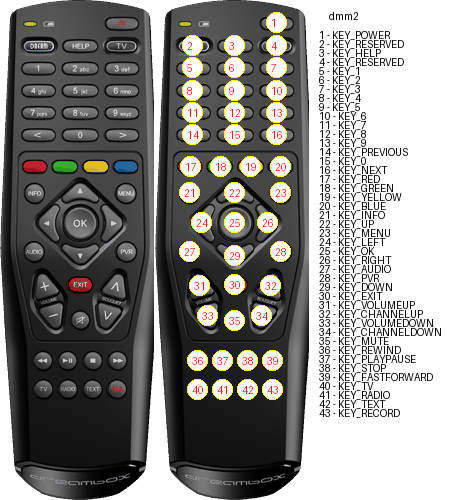 dmm2
DREAM HELP TV
1 2 abc 3 def
4 ghi 5 jkl 6 mno
7 pqrs 8 tuv 9 wxyz
< 0 >
INFO MENU
OK
AUDIO PVR
+ EXIT
VOLUME BOUQUET
−
TV RADIO TEXT REC
dreambox
1
2 3 4
5 6 7
8 9 10
11 12 13
14 15 16
17 18 19 20
21 22 23
24 25 26
27 29 28
31 30 32
VOLUME BOUQUET
33 35 34
36 37 38 39
40 41 42 43
dreambox
1 - KEY_POWER
2 - KEY_RESERVED
3 - KEY_HELP
4 - KEY_RESERVED
5 - KEY_1
6 - KEY_2
7 - KEY_3
8 - KEY_4
9 - KEY_5
10 - KEY_6
11 - KEY_7
12 - KEY_8
13 - KEY_9
14 - KEY_PREVIOUS
15 - KEY_0
16 - KEY_NEXT
17 - KEY_RED
18 - KEY_GREEN
19 - KEY_YELLOW
20 - KEY_BLUE
21 - KEY_INFO
22 - KEY_UP
23 - KEY_MENU
24 - KEY_LEFT
25 - KEY_OK
26 - KEY_RIGHT
27 - KEY_AUDIO
28 - KEY_PVR
29 - KEY_DOWN
30 - KEY_EXIT
31 - KEY_VOLUMEUP
32 - KEY_CHANNELUP
33 - KEY_VOLUMEDOWN
34 - KEY_CHANNELDOWN
35 - KEY_MUTE
36 - KEY_REWIND
37 - KEY_PLAYPAUSE
38 - KEY_STOP
39 - KEY_FASTFORWARD
40 - KEY_TV
41 - KEY_RADIO
42 - KEY_TEXT
43 - KEY_RECORD